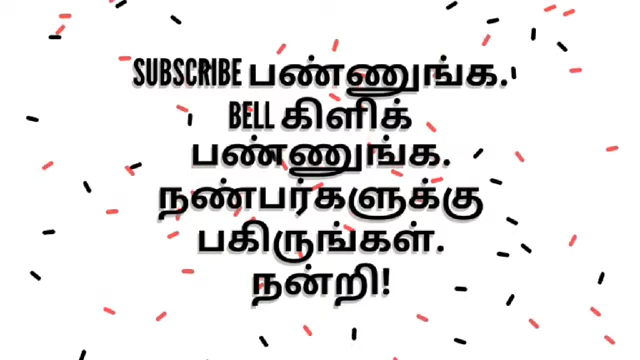 SUBSCRIBE பண்ணுங்க.
BELL கிளிக்
பண்ணுங்க.
நண்பர்களுக்கு
பகிருங்கள்.
நன்றி!